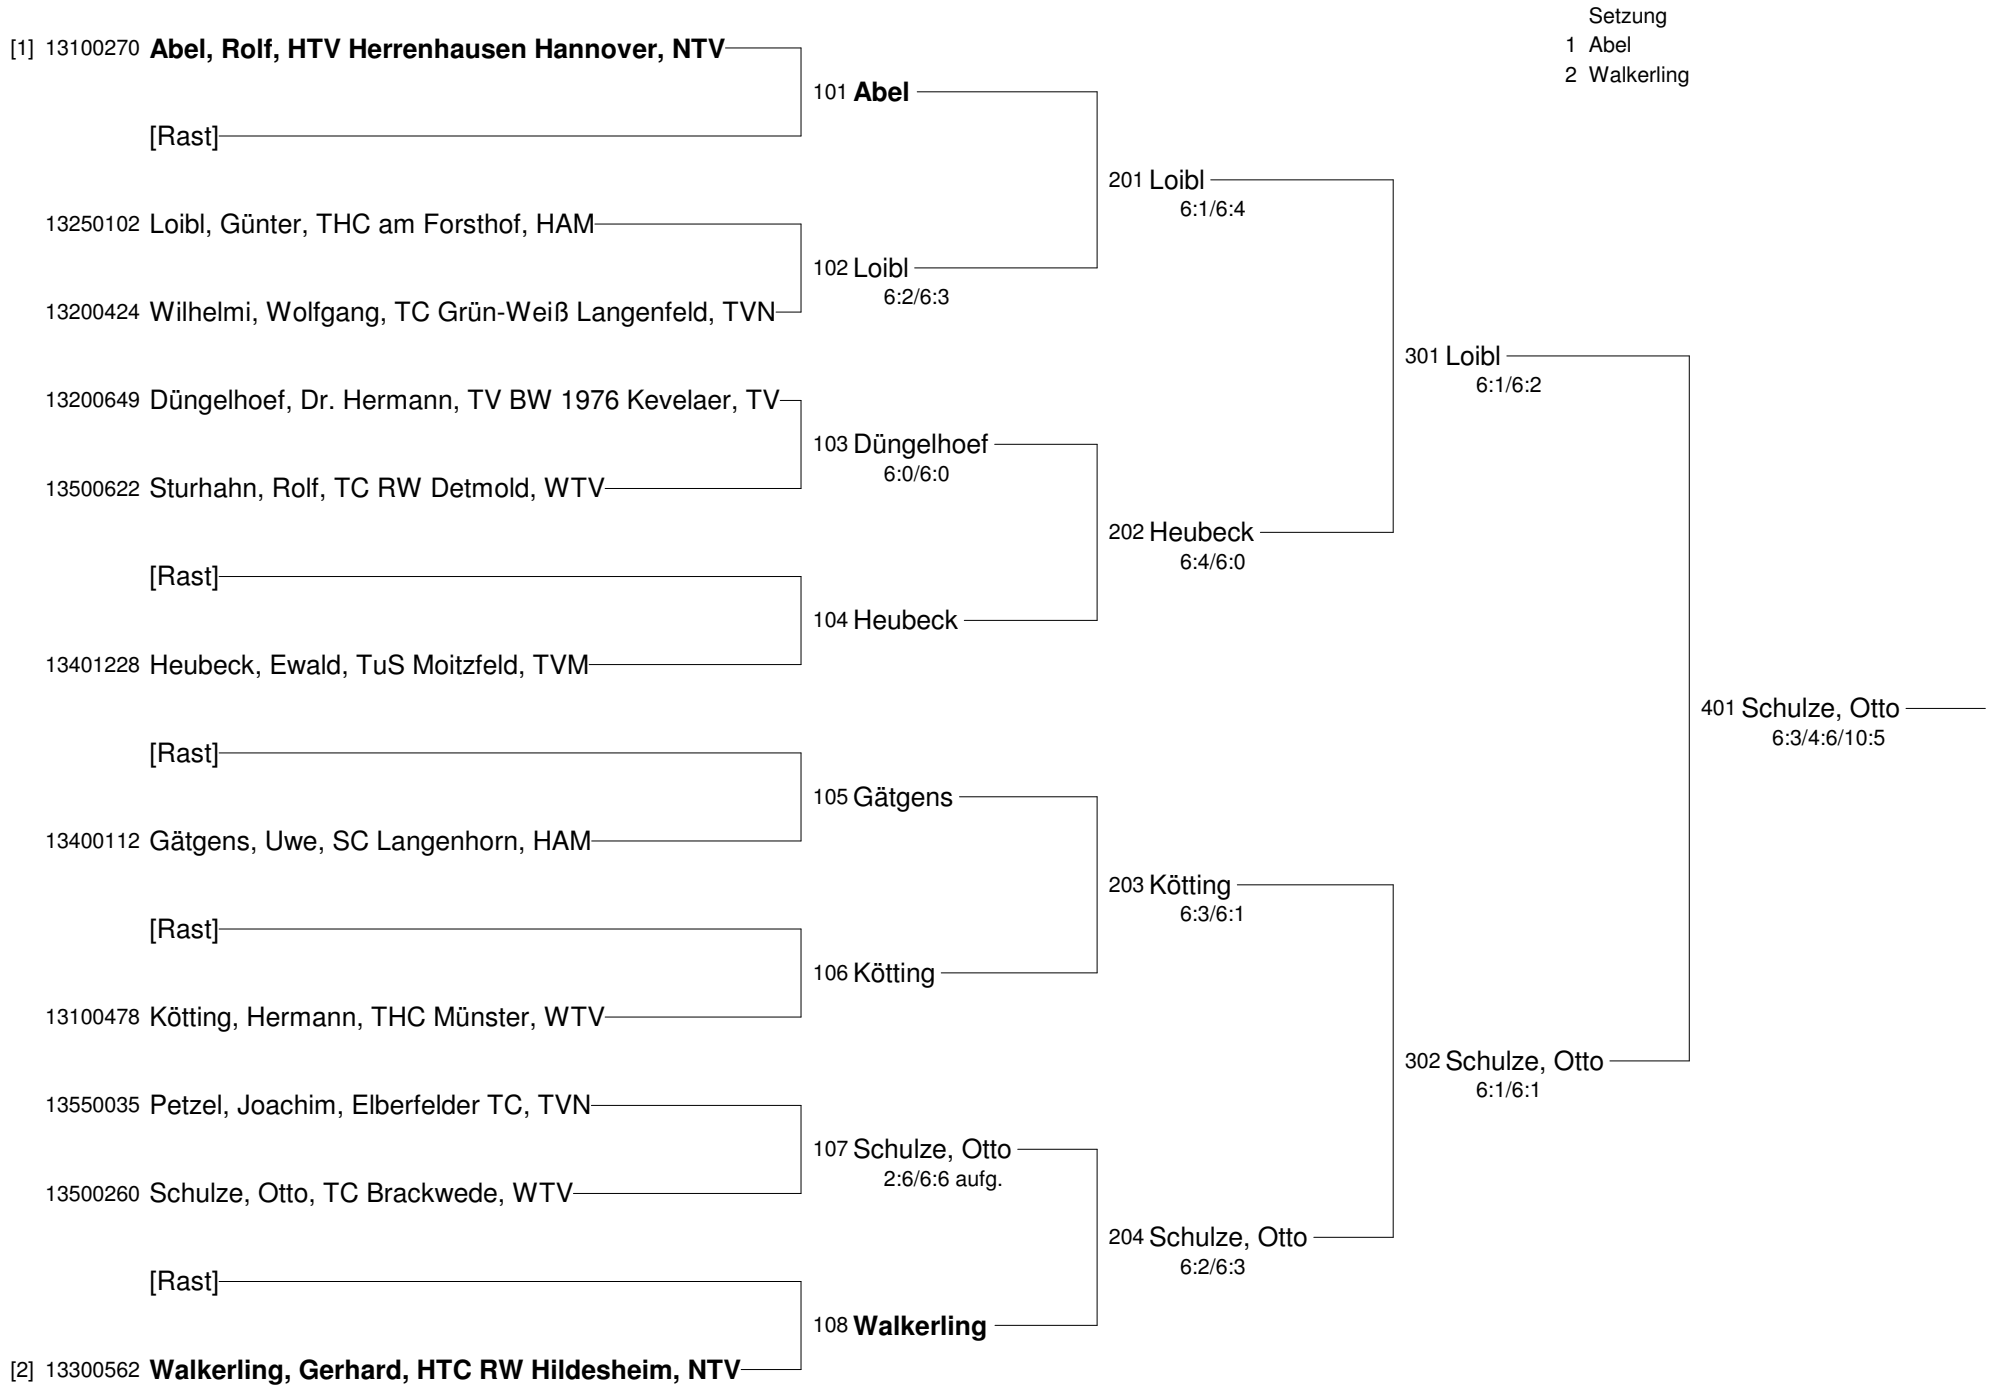 Setzung
1 Abel
2 Walkerling
[1] 13100270 Abel, Rolf, HTV Herrenhausen Hannover, NTV
101 Abel
[Rast]
201 Loibl
6:1/6:4
13250102 Loibl, Günter, THC am Forsthof, HAM
102 Loibl
6:2/6:3
13200424 Wilhelmi, Wolfgang, TC Grün-Weiß Langenfeld, TVN
301 Loibl
6:1/6:2
13200649 Düngelhoef, Dr. Hermann, TV BW 1976 Kevelaer, TV
103 Düngelhoef
6:0/6:0
13500622 Sturhahn, Rolf, TC RW Detmold, WTV
202 Heubeck
6:4/6:0
[Rast]
104 Heubeck
13401228 Heubeck, Ewald, TuS Moitzfeld, TVM
401 Schulze, Otto
6:3/4:6/10:5
[Rast]
105 Gätgens
13400112 Gätgens, Uwe, SC Langenhorn, HAM
203 Kötting
6:3/6:1
[Rast]
106 Kötting
13100478 Kötting, Hermann, THC Münster, WTV
302 Schulze, Otto
6:1/6:1
13550035 Petzel, Joachim, Elberfelder TC, TVN
107 Schulze, Otto
2:6/6:6 aufg.
13500260 Schulze, Otto, TC Brackwede, WTV
204 Schulze, Otto
6:2/6:3
[Rast]
108 Walkerling
[2] 13300562 Walkerling, Gerhard, HTC RW Hildesheim, NTV